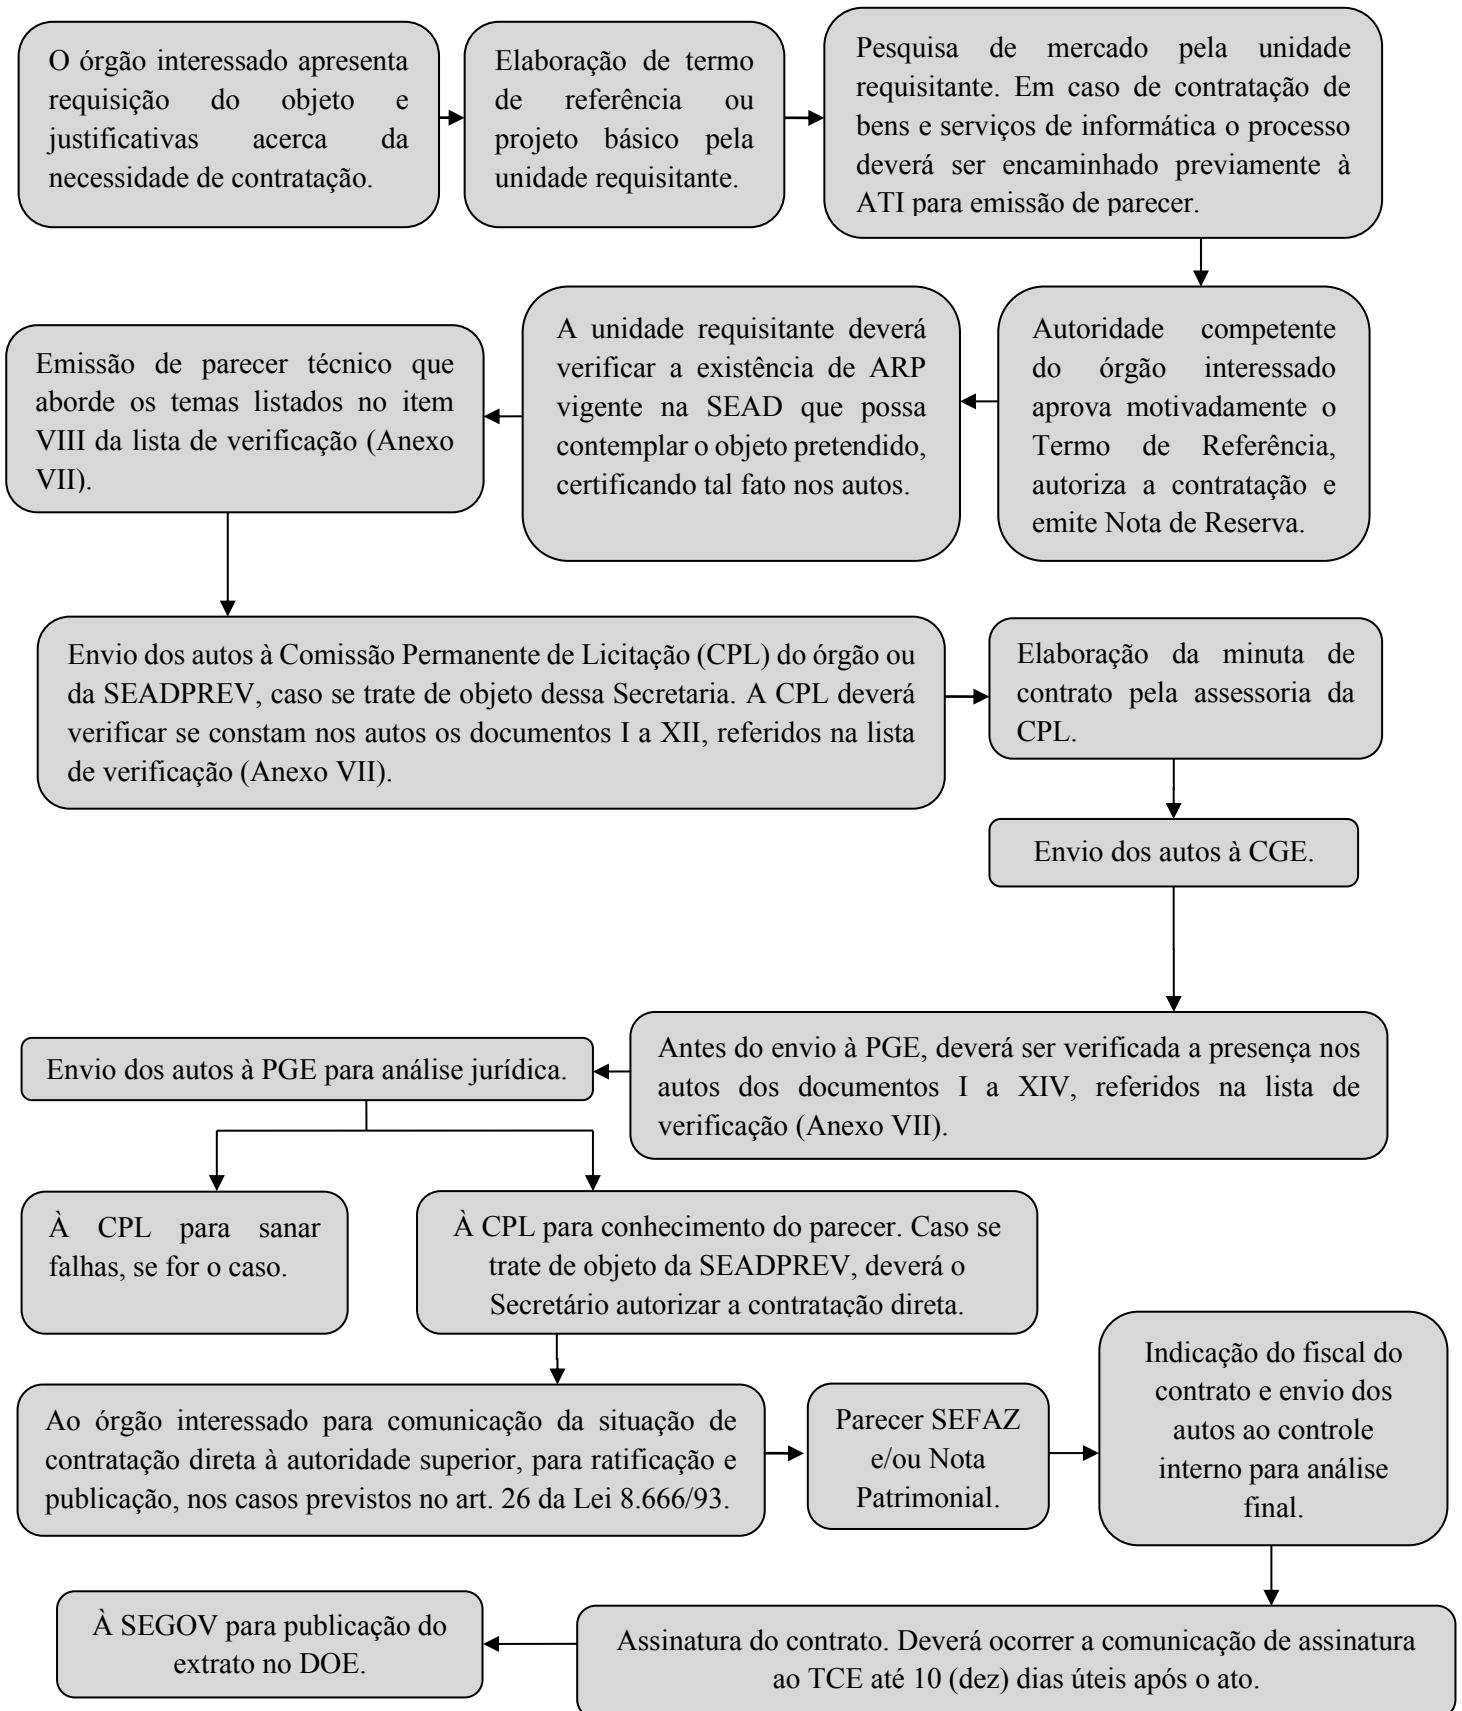 O órgão interessado apresenta
requisição do objeto e
justificativas acerca da
necessidade de contratação.
Elaboração de termo
de referência ou
projeto básico pela
unidade requisitante.
Pesquisa de mercado pela unidade
requisitante. Em caso de contratação de
bens e serviços de informática o processo
deverá ser encaminhado previamente à
ATI para emissão de parecer.
Autoridade competente
do órgão interessado
aprova motivadamente o
Termo de Referência,
autoriza a contratação e
emite Nota de Reserva.
A unidade requisitante deverá
verificar a existência de ARP
vigente na SEAD que possa
contemplar o objeto pretendido,
certificando tal fato nos autos.
Emissão de parecer técnico que
aborde os temas listados no item
VIII da lista de verificação (Anexo
VII).
Envio dos autos à Comissão Permanente de Licitação (CPL) do órgão ou
da SEADPREV, caso se trate de objeto dessa Secretaria. A CPL deverá
verificar se constam nos autos os documentos I a XII, referidos na lista
de verificação (Anexo VII).
Elaboração da minuta de
contrato pela assessoria da
CPL.
Envio dos autos à CGE.
Antes do envio à PGE, deverá ser verificada a presença nos
autos dos documentos I a XIV, referidos na lista de
verificação (Anexo VII).
Envio dos autos à PGE para análise jurídica.
À CPL para sanar
falhas, se for o caso.
À CPL para conhecimento do parecer. Caso se
trate de objeto da SEADPREV, deverá o
Secretário autorizar a contratação direta.
Ao órgão interessado para comunicação da situação de
contratação direta à autoridade superior, para ratificação e
publicação, nos casos previstos no art. 26 da Lei 8.666/93.
Parecer SEFAZ
e/ou Nota
Patrimonial.
Indicação do fiscal do
contrato e envio dos
autos ao controle
interno para análise
final.
Assinatura do contrato. Deverá ocorrer a comunicação de assinatura
ao TCE até 10 (dez) dias úteis após o ato.
À SEGOV para publicação do
extrato no DOE.